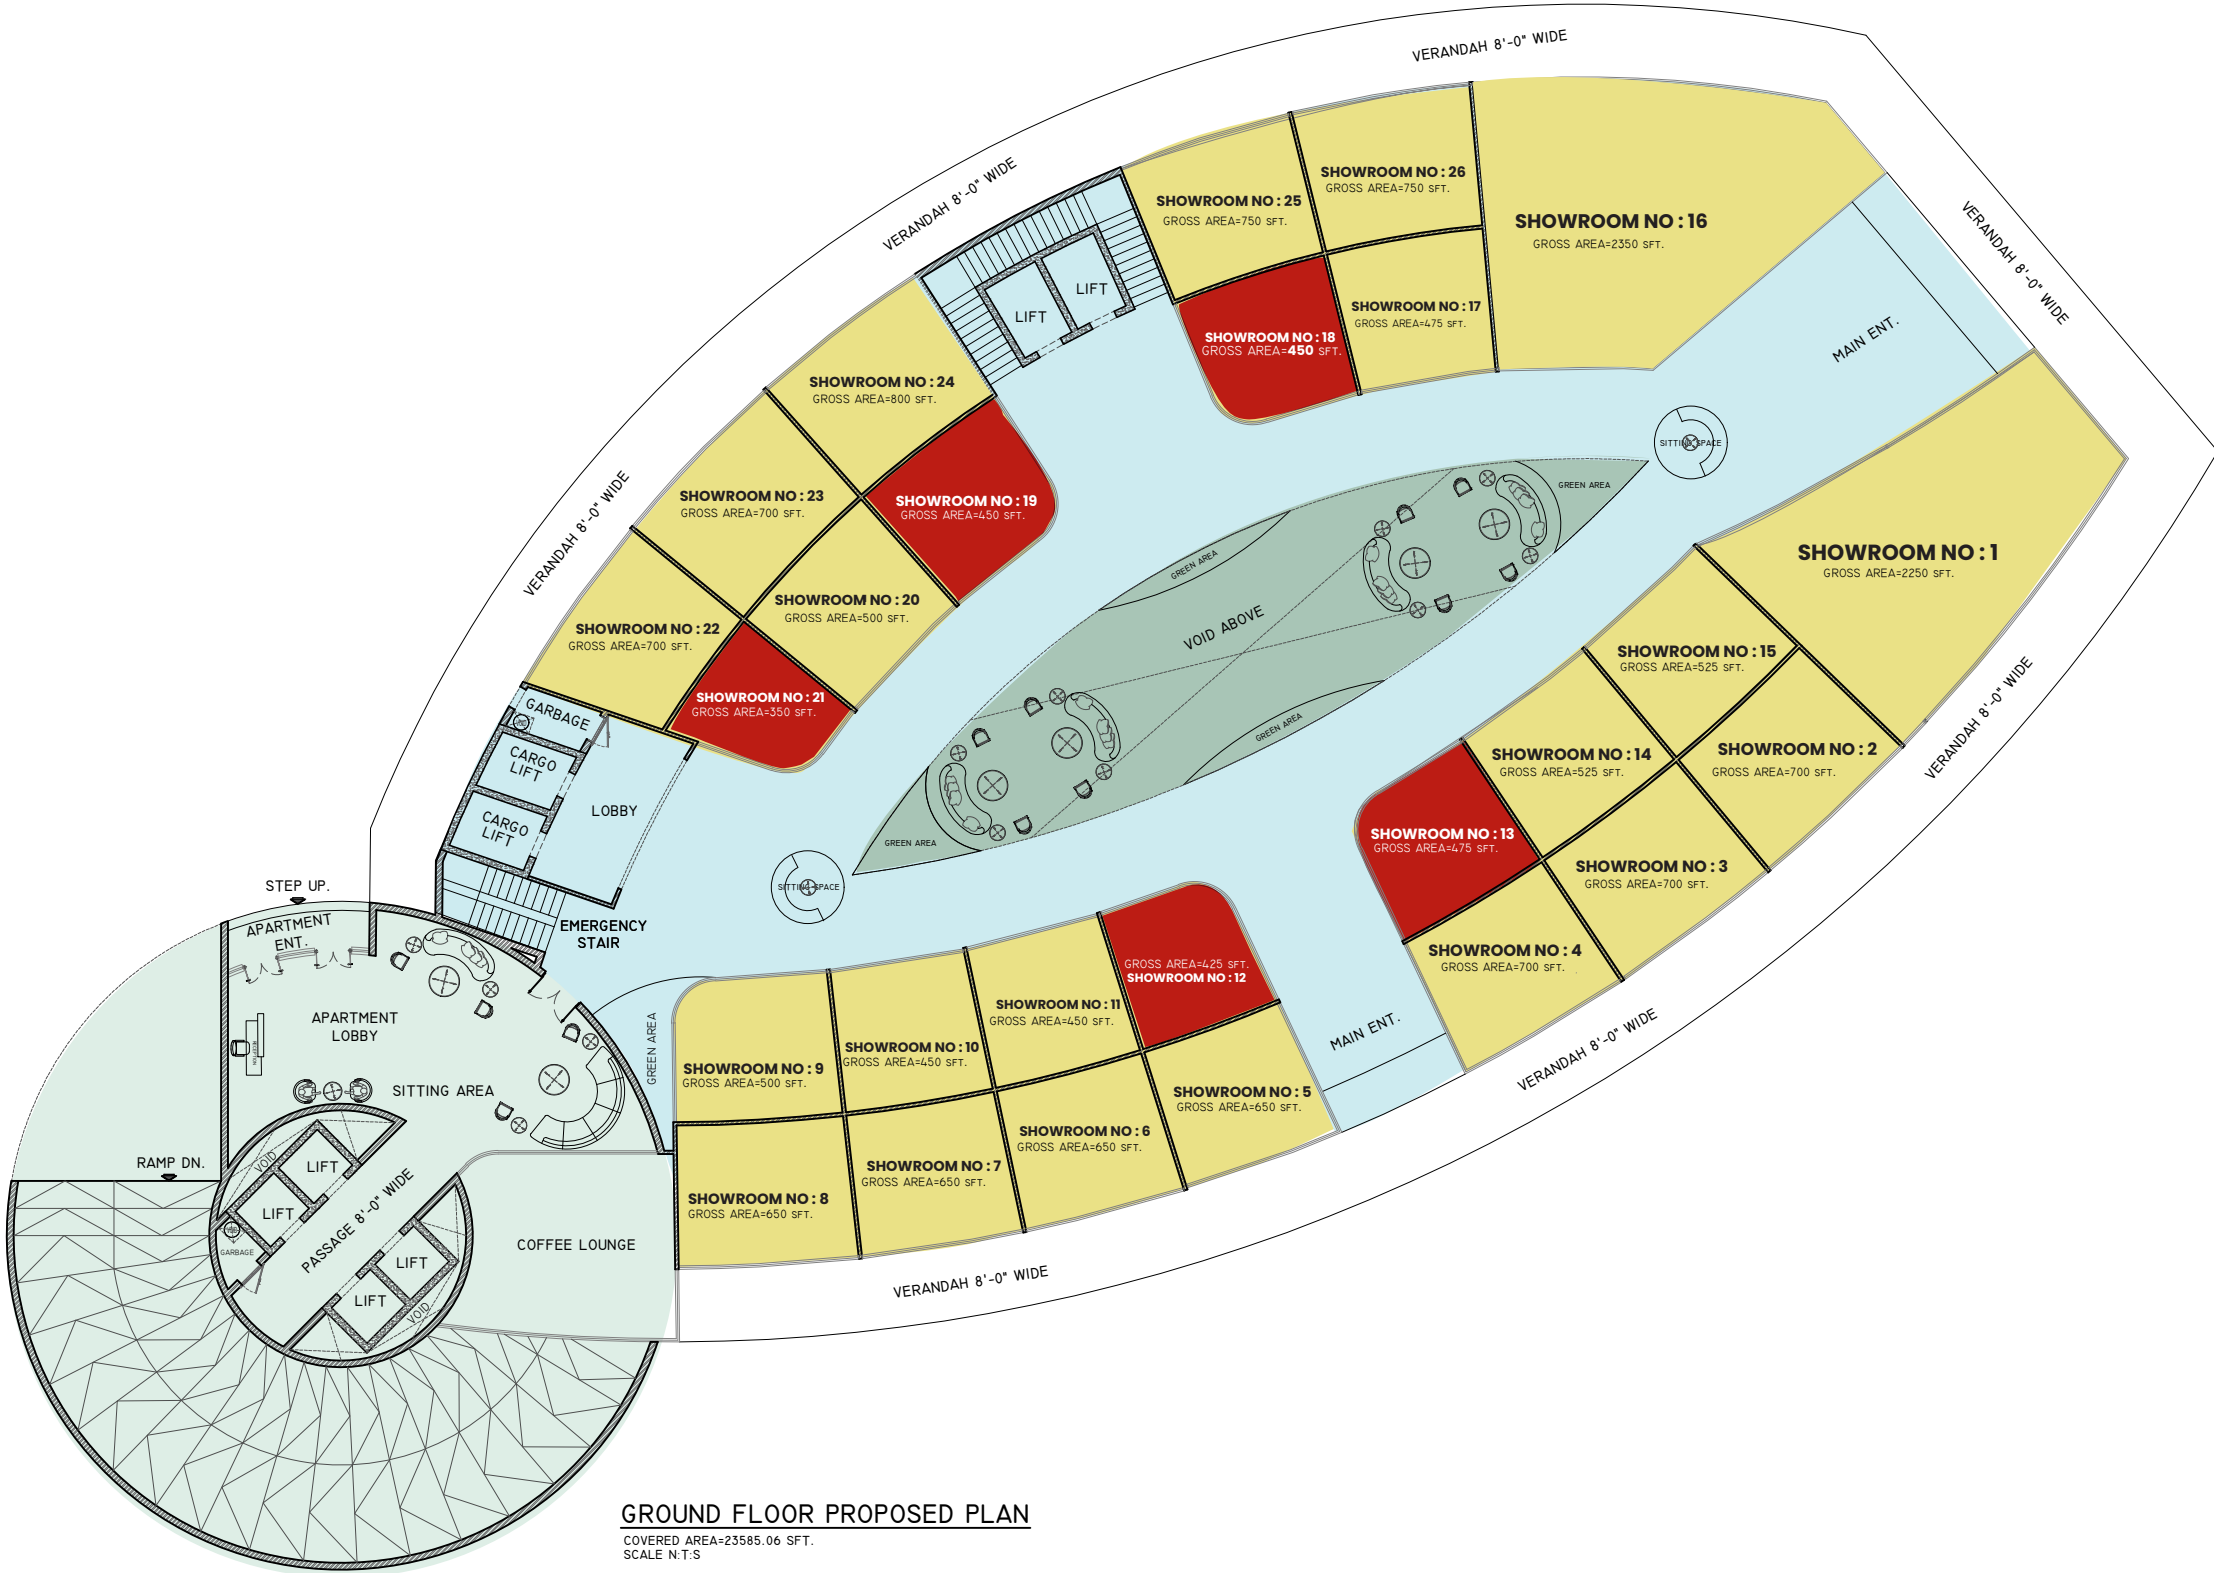 VERANDAH 8'-0" WIDE
VERANDAH 8'-0" WIDE
VERANDAH 8'-0" WIDE
VERANDAH 8'-0" WIDE
SHOWROOM NO : 25
GROSS AREA=750 SFT.
SHOWROOM NO : 26
GROSS AREA=750 SFT.
SHOWROOM NO : 16
GROSS AREA=2350 SFT.
LIFT
LIFT
SHOWROOM NO : 18
GROSS AREA=450 SFT.
SHOWROOM NO : 17
GROSS AREA=475 SFT.
MAIN ENT.
SHOWROOM NO : 24
GROSS AREA=800 SFT.
SITTING SPACE
SHOWROOM NO : 23
GROSS AREA=700 SFT.
SHOWROOM NO : 19
GROSS AREA=450 SFT.
GREEN AREA
VERANDAH 8'-0" WIDE
GREEN AREA
SHOWROOM NO : 1
GROSS AREA=2250 SFT.
SHOWROOM NO : 22
GROSS AREA=700 SFT.
SHOWROOM NO : 20
GROSS AREA=500 SFT.
VOID ABOVE
SHOWROOM NO : 15
GROSS AREA=525 SFT.
SHOWROOM NO : 21
GROSS AREA=350 SFT.
GREEN AREA
VERANDAH 8'-0" WIDE
GARBAGE
CARGO
LIFT
CARGO
LIFT
LOBBY
SHOWROOM NO : 14
GROSS AREA=525 SFT.
SHOWROOM NO : 2
GROSS AREA=700 SFT.
SHOWROOM NO : 13
GROSS AREA=475 SFT.
GREEN AREA
SHOWROOM NO : 3
GROSS AREA=700 SFT.
SITTING SPACE
STEP UP.
APARTMENT
ENT.
EMERGENCY
STAIR
SHOWROOM NO : 4
GROSS AREA=700 SFT.
GROSS AREA=425 SFT.
SHOWROOM NO : 12
SHOWROOM NO : 11
GROSS AREA=450 SFT.
APARTMENT
LOBBY
RECEPTION
GREEN AREA
MAIN ENT.
SHOWROOM NO : 10
GROSS AREA=450 SFT.
SHOWROOM NO : 9
GROSS AREA=500 SFT.
VERANDAH 8'-0" WIDE
SITTING AREA
SHOWROOM NO : 5
GROSS AREA=650 SFT.
SHOWROOM NO : 6
GROSS AREA=650 SFT.
RAMP DN.
VOID
LIFT
LIFT
GARBAGE
PASSAGE 8'-0" WIDE
SHOWROOM NO : 7
GROSS AREA=650 SFT.
SHOWROOM NO : 8
GROSS AREA=650 SFT.
COFFEE LOUNGE
LIFT
LIFT
VOID
VERANDAH 8'-0" WIDE
GROUND FLOOR PROPOSED PLAN
COVERED AREA=23585.06 SFT.
SCALE N:T:S